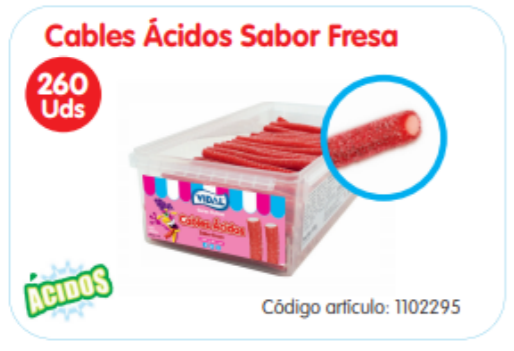 Cables Ácidos Sabor Fresa
260
Uds
VIDAL
Cables Ácidos
ÁCIDOS
Código artículo: 1102295